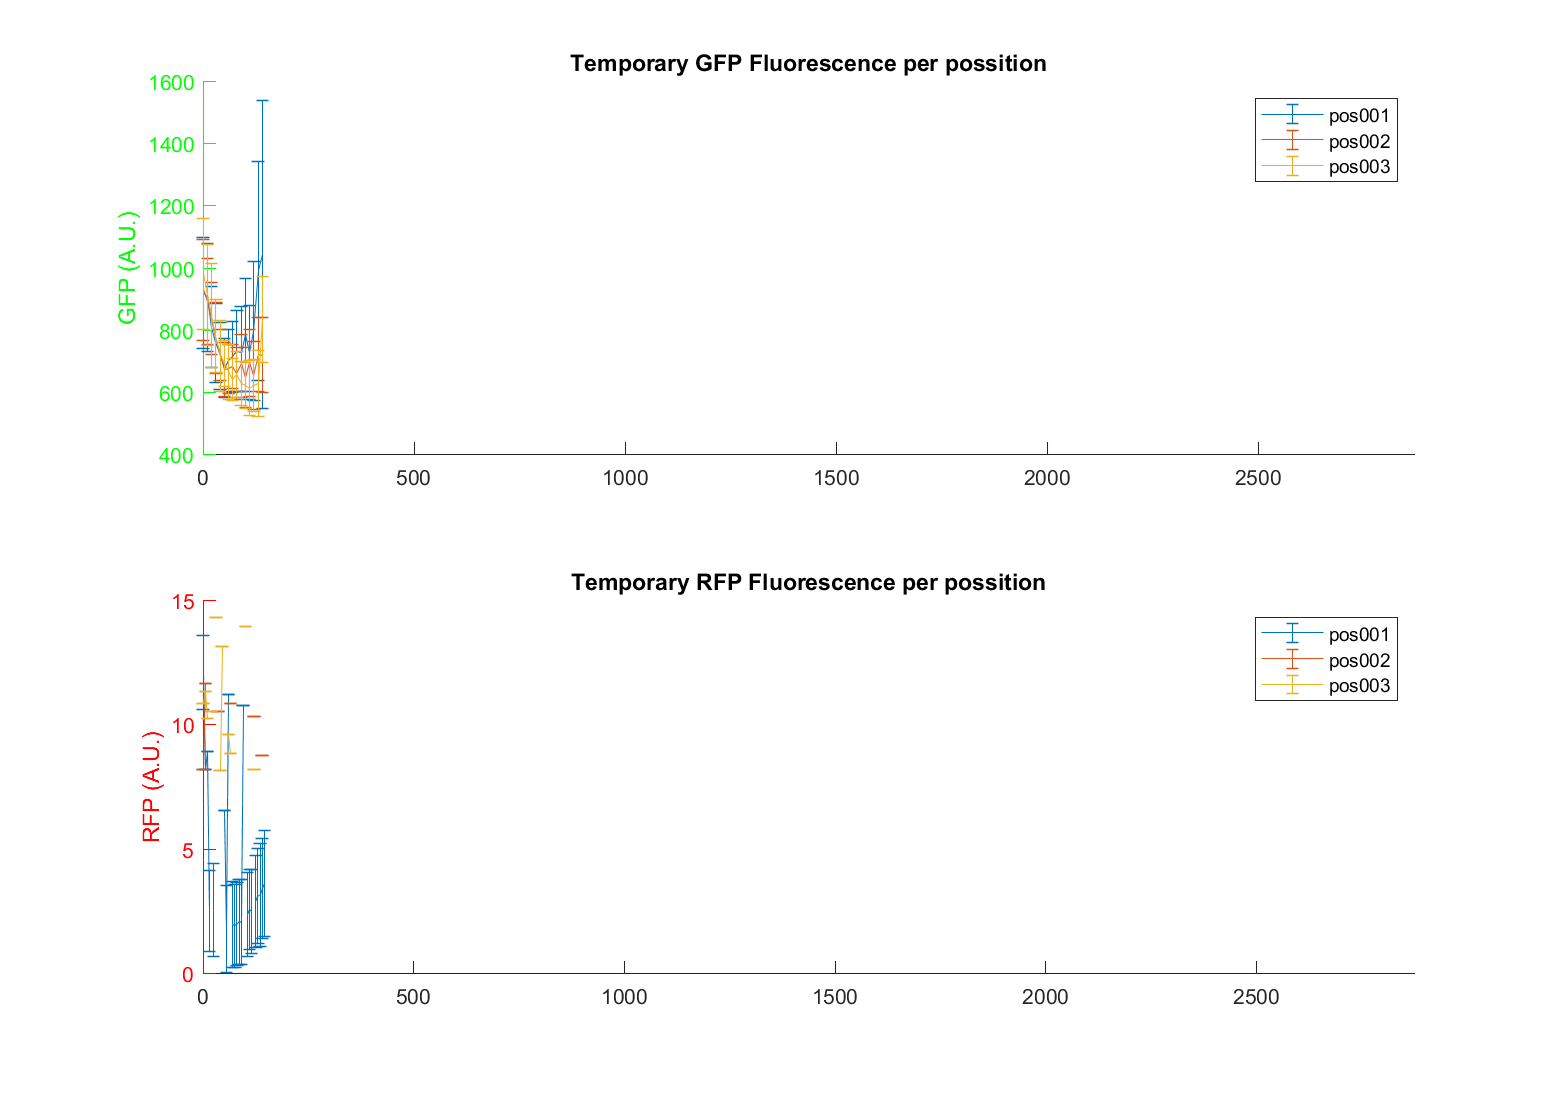 Temporary GFP Fluorescence per possition
1600
1400
1200
1000
800
600
400
GFP (A.U.)
pos001
pos002
pos003
0 500 1000 1500 2000 2500
Temporary RFP Fluorescence per possition
15
10
5
0
RFP (A.U.)
pos001
pos002
pos003
0 500 1000 1500 2000 2500